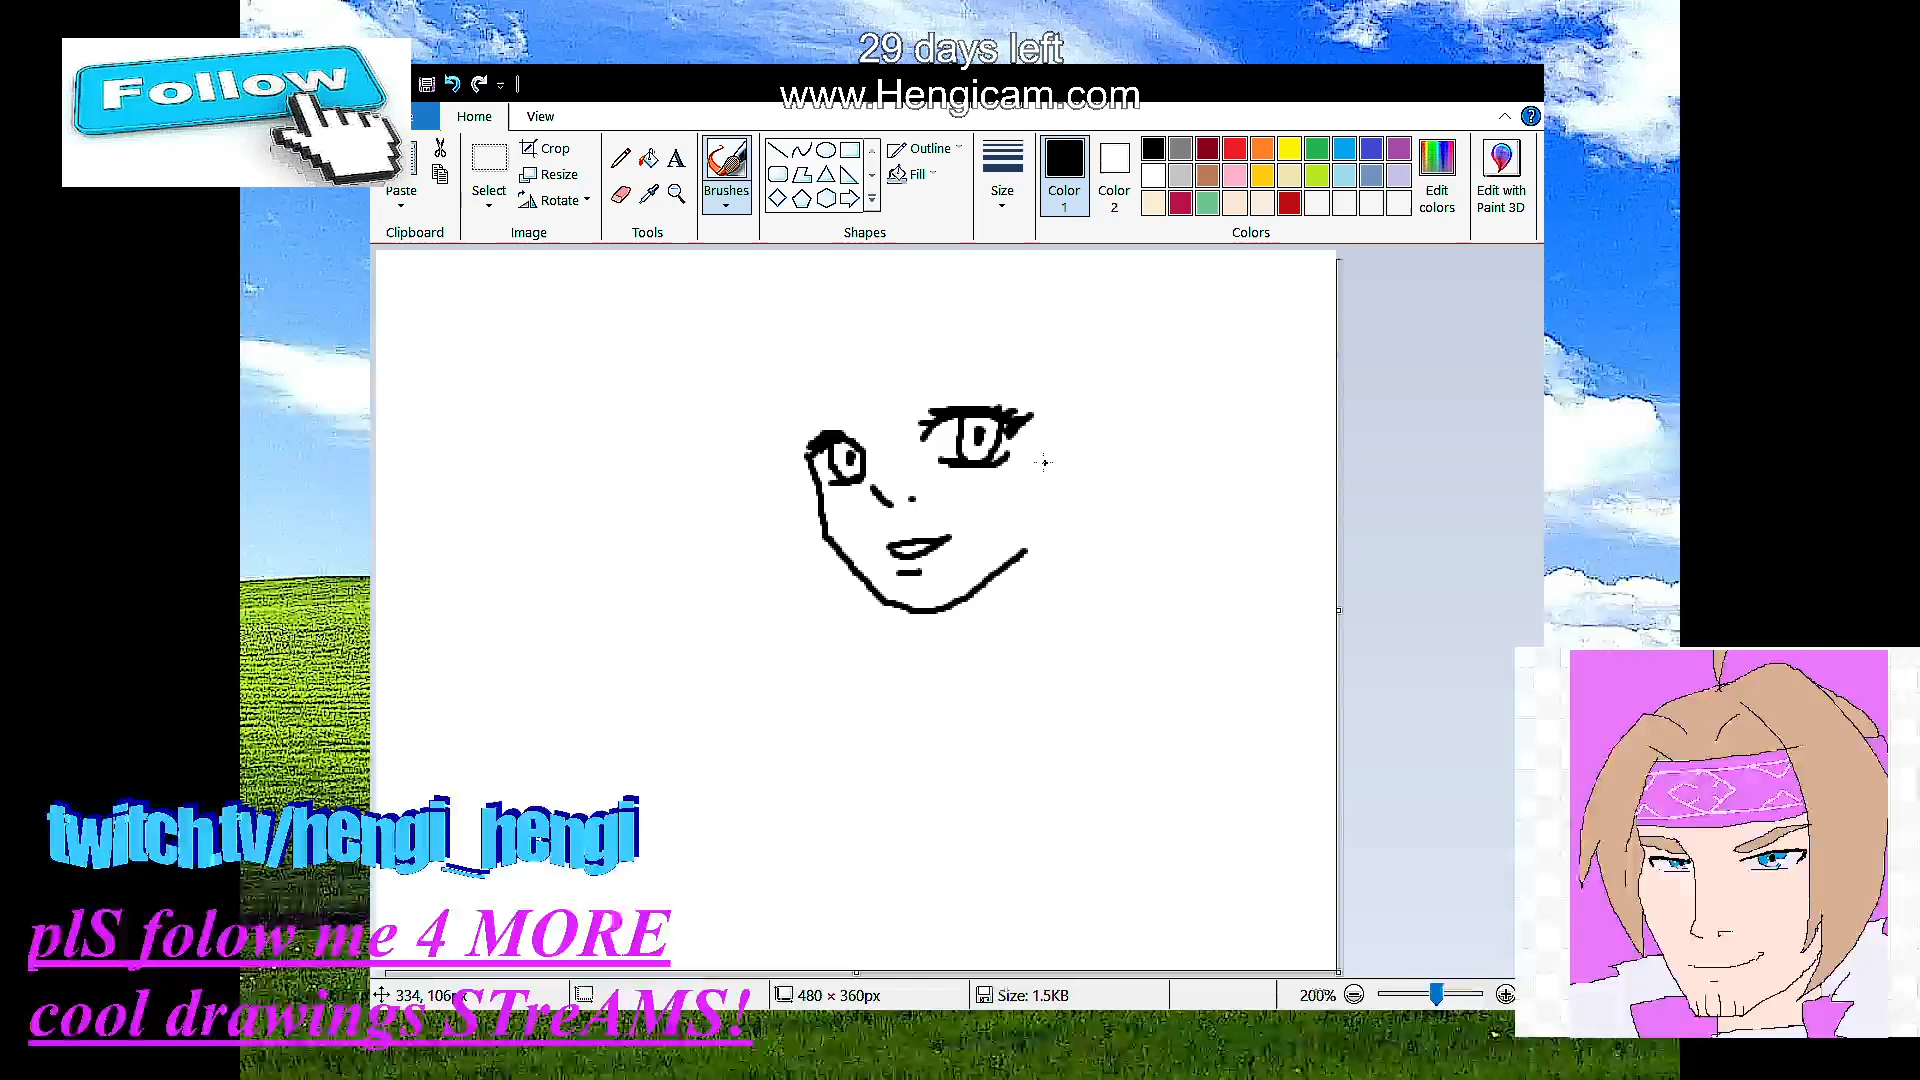 29 days left
www.Hengicam.com
Follow
Home
View
Paste
Clipboard
Select
Crop
Resize
Rotate
Image
Tools
Brushes
Outline
Fill
Shapes
Size
Color 1
Color 2
Edit colors
Colors
Edit with Paint 3D
twitch.tv/hengi_hengi
plS folow me 4 MORE
cool drawings STreAMS!
334, 106px
480 × 360px
Size: 1.5KB
200%